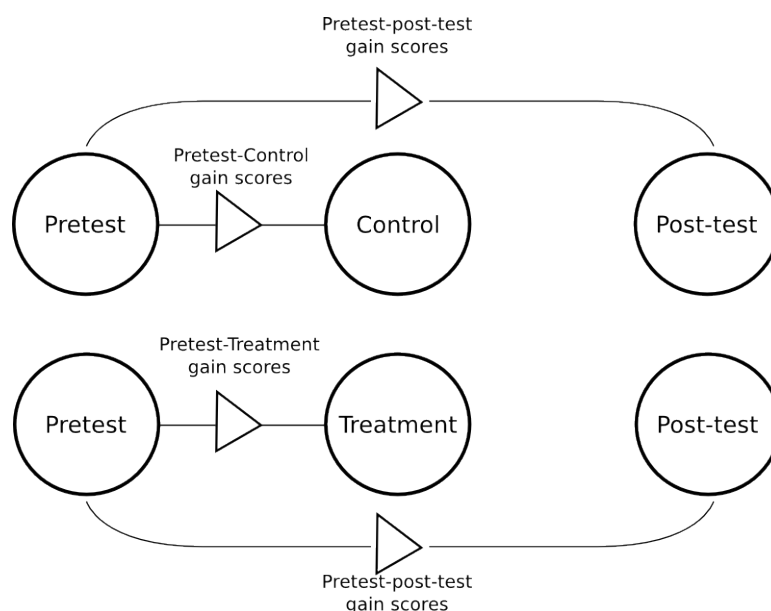 Pretest-post-test
gain scores
Pretest-Control
gain scores
Pretest
Control
Post-test
Pretest-Treatment
gain scores
Pretest
Treatment
Post-test
Pretest-post-test
gain scores